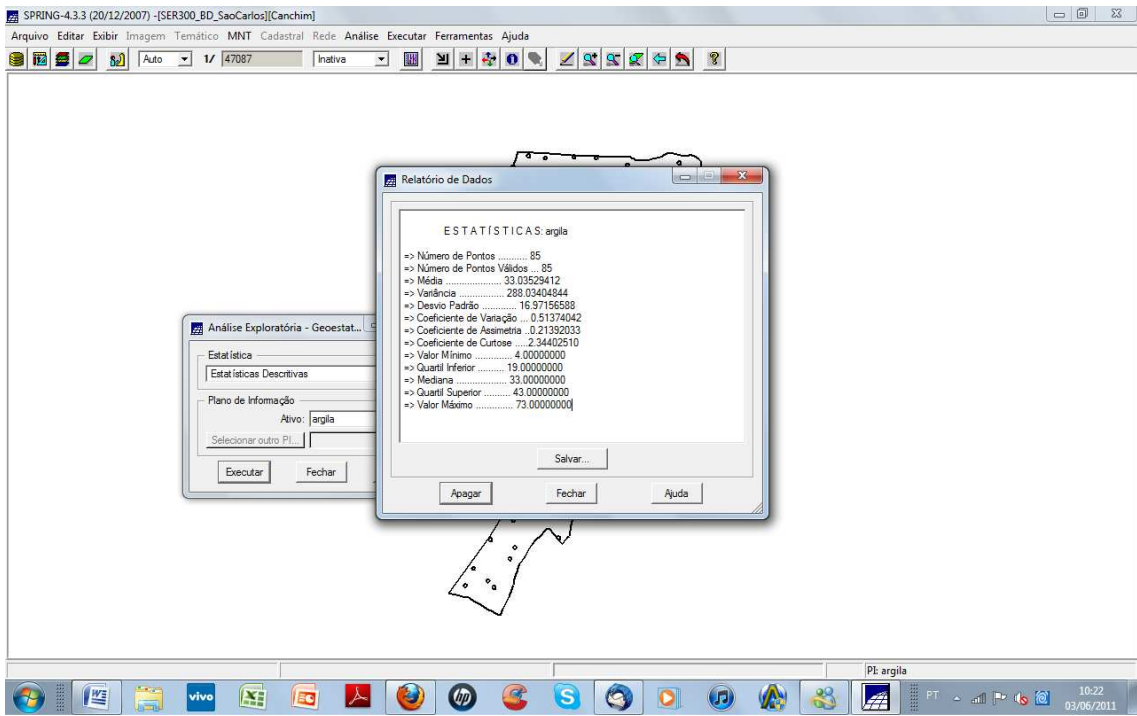 SPRING-4.3.3 (20/12/2007) -[SER300_BD_SaoCarlos][Canchim]
Arquivo Editar Exibir Imagem Temático MNT Cadastral Rede Análise Executar Ferramentas Ajuda
Auto 1/ 47087 Inativa
Relatório de Dados
E S T A T Í S T I C A S: argila
=> Número de Pontos ........... 85
=> Número de Pontos Válidos ... 85
=> Média .................... 33.03529412
=> Variância ................ 288.03404844
=> Desvio Padrão ............ 16.97156588
=> Coeficiente de Variação ... 0.51374042
=> Coeficiente de Assimetria ..0.21392033
=> Coeficiente de Curtose .....2.34402510
=> Valor Mínimo ............. 4.00000000
=> Quartil Inferior ......... 19.00000000
=> Mediana .................. 33.00000000
=> Quartil Superior ......... 43.00000000
=> Valor Máximo ............. 73.00000000
Salvar...
Apagar Fechar Ajuda
Análise Exploratória - Geoestat...
Estatística
Estatísticas Descritivas
Plano de Informação
Ativo: argila
Selecionar outro PI...
Executar Fechar
PI: argila
vivo
hp
PT
10:22
03/06/2011